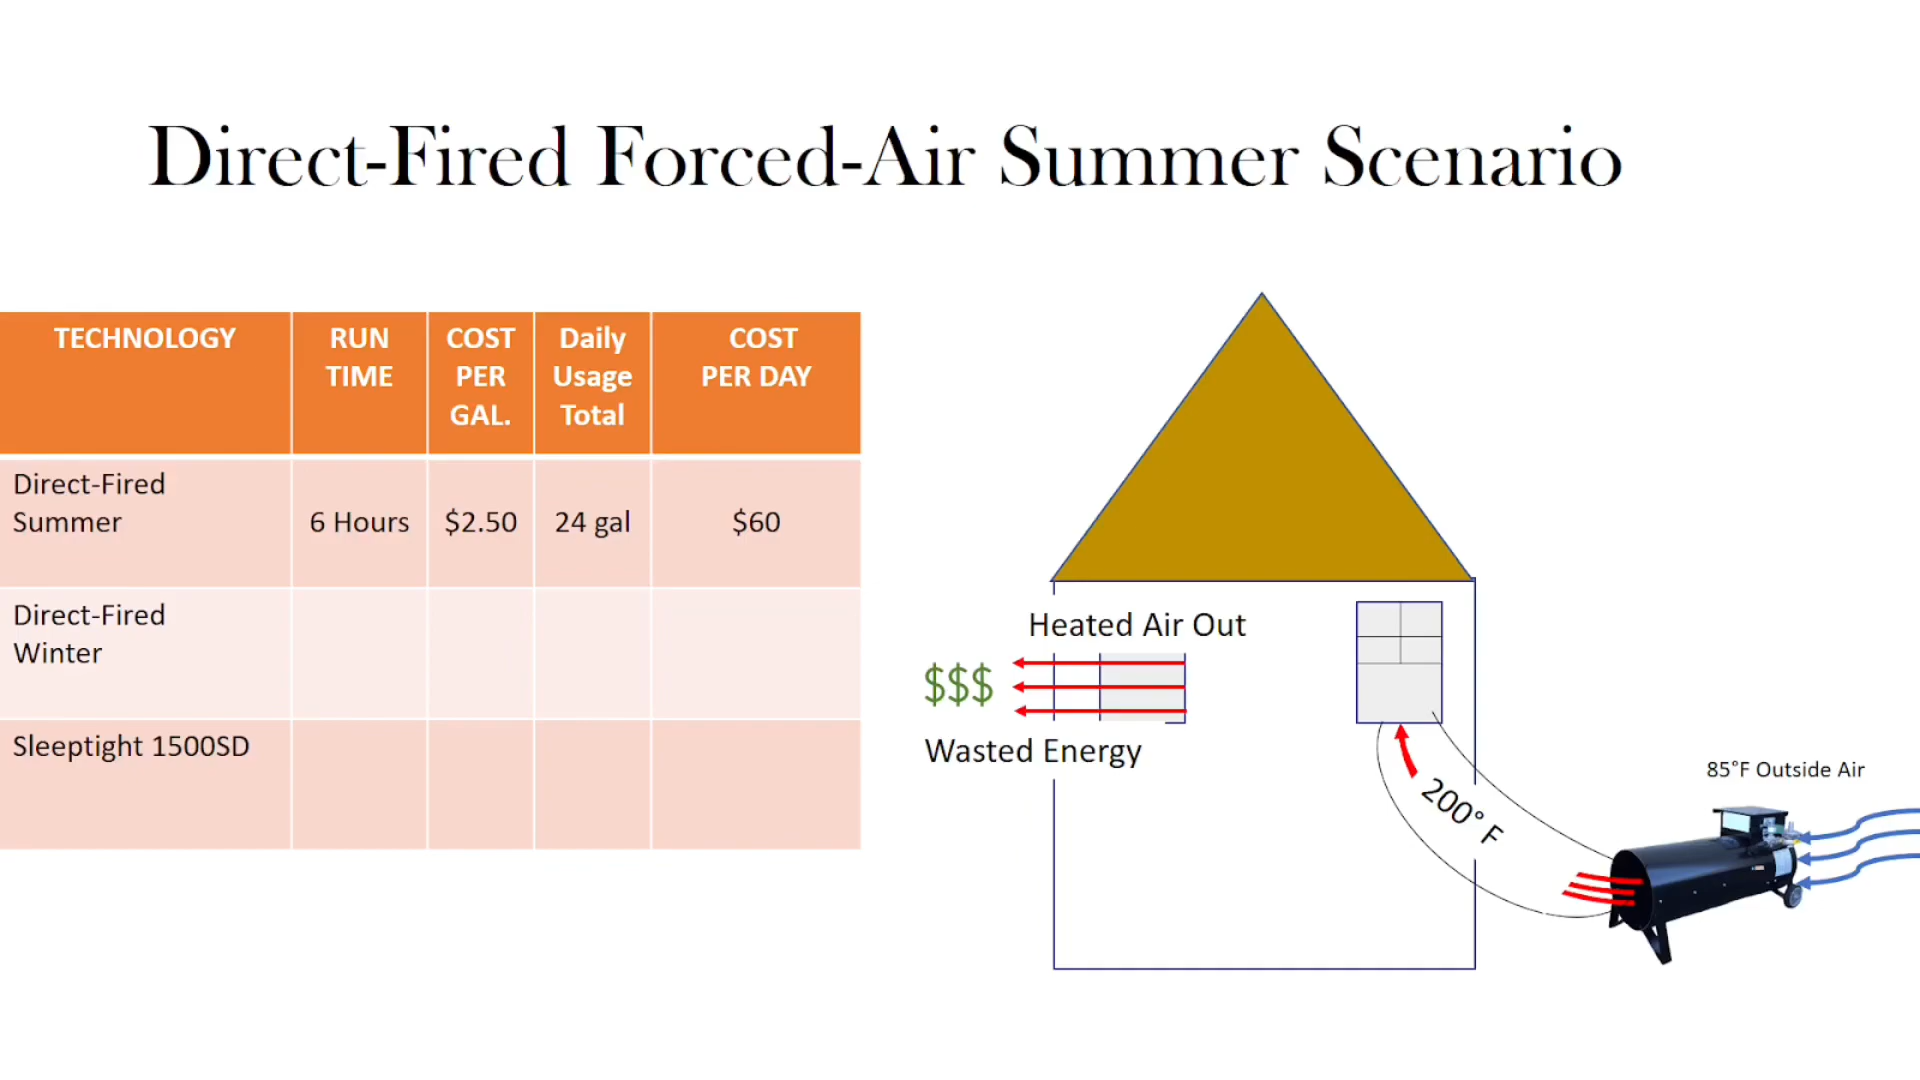 Direct-Fired Forced-Air Summer Scenario
TECHNOLOGY
RUN
TIME
COST
PER
GAL.
Daily
Usage
Total
COST
PER DAY
Direct-Fired
Summer
6 Hours
$2.50
24 gal
$60
Direct-Fired
Winter
Sleeptight 1500SD
Heated Air Out
$$$
Wasted Energy
200° F
85°F Outside Air